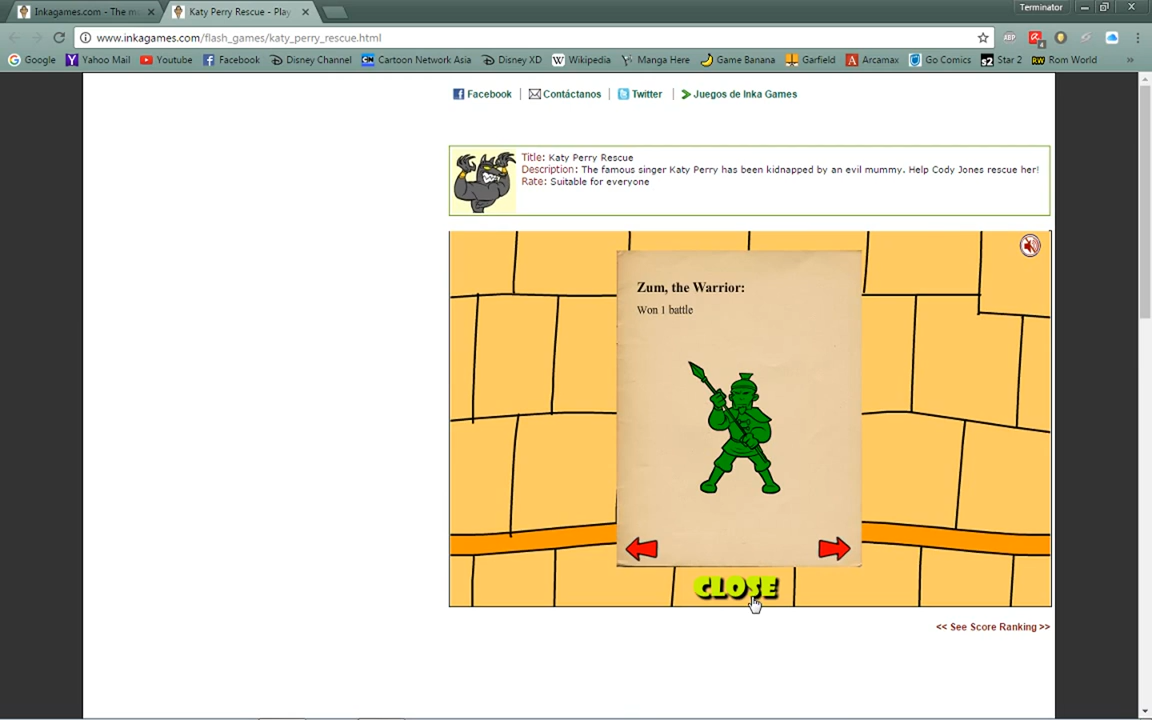 Inkagames.com - The m
Katy Perry Rescue - Play
Terminator
www.inkagames.com/flash_games/katy_perry_rescue.html
ABP
4
Google
Yahoo Mail
Youtube
Facebook
Disney Channel
Cartoon Network Asia
Disney XD
Wikipedia
Manga Here
Game Banana
Garfield
Arcamax
Go Comics
Star 2
Rom World
Facebook | Contáctanos | Twitter | Juegos de Inka Games
Title: Katy Perry Rescue
Description: The famous singer Katy Perry has been kidnapped by an evil mummy. Help Cody Jones rescue her!
Rate: Suitable for everyone
Zum, the Warrior:
Won 1 battle
CLOSE
<< See Score Ranking >>